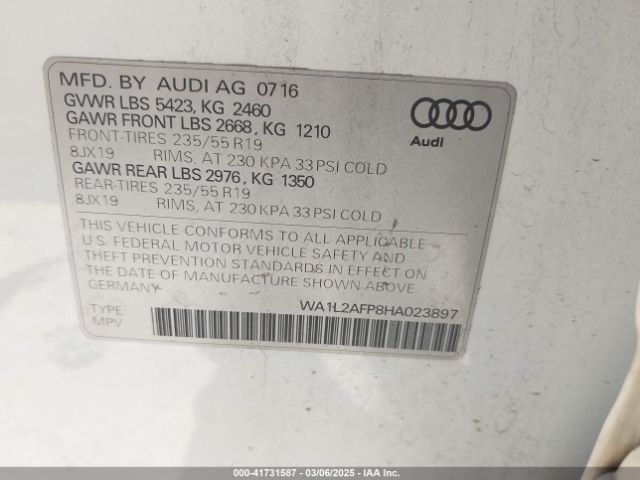 MFD. BY AUDI AG 0716
GVWR LBS 5423, KG 2460
GAWR FRONT LBS 2668, KG 1210
FRONT-TIRES 235/55 R19
8JX19 RIMS, AT 230 KPA 33 PSI COLD
GAWR REAR LBS 2976, KG 1350
REAR-TIRES 235/55 R19
8JX19 RIMS, AT 230 KPA 33 PSI COLD
Audi
THIS VEHICLE CONFORMS TO ALL APPLICABLE
U.S. FEDERAL MOTOR VEHICLE SAFETY AND
THEFT PREVENTION STANDARDS IN EFFECT ON
THE DATE OF MANUFACTURE SHOWN ABOVE.
GERMANY
WA1L2AFP8HA023897
TYPE:
MPV
000-41731587 - 03/06/2025 - IAA Inc.